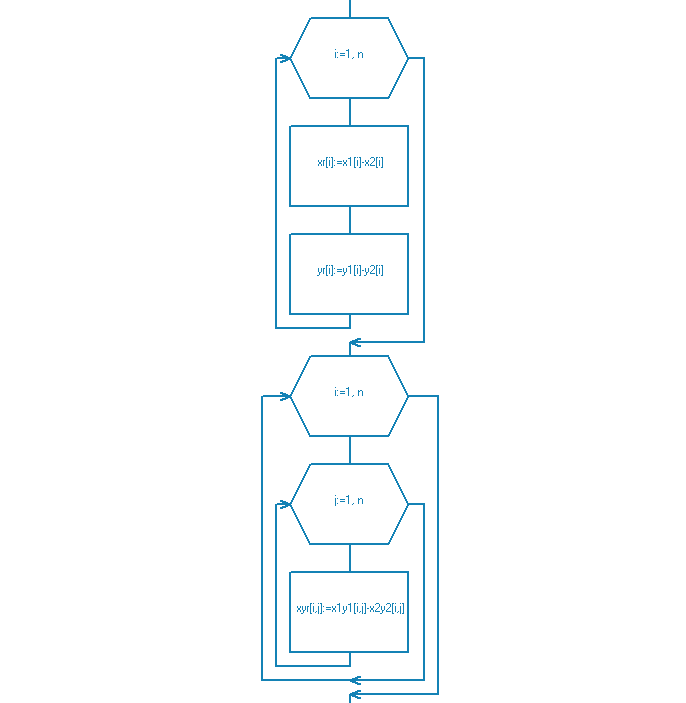 i:=1, n
xr[i]:=x1[i]-x2[i]
yr[i]:=y1[i]-y2[i]
i:=1, n
j:=1, n
xyr[i,j]:=x1y1[i,j]-x2y2[i,j]